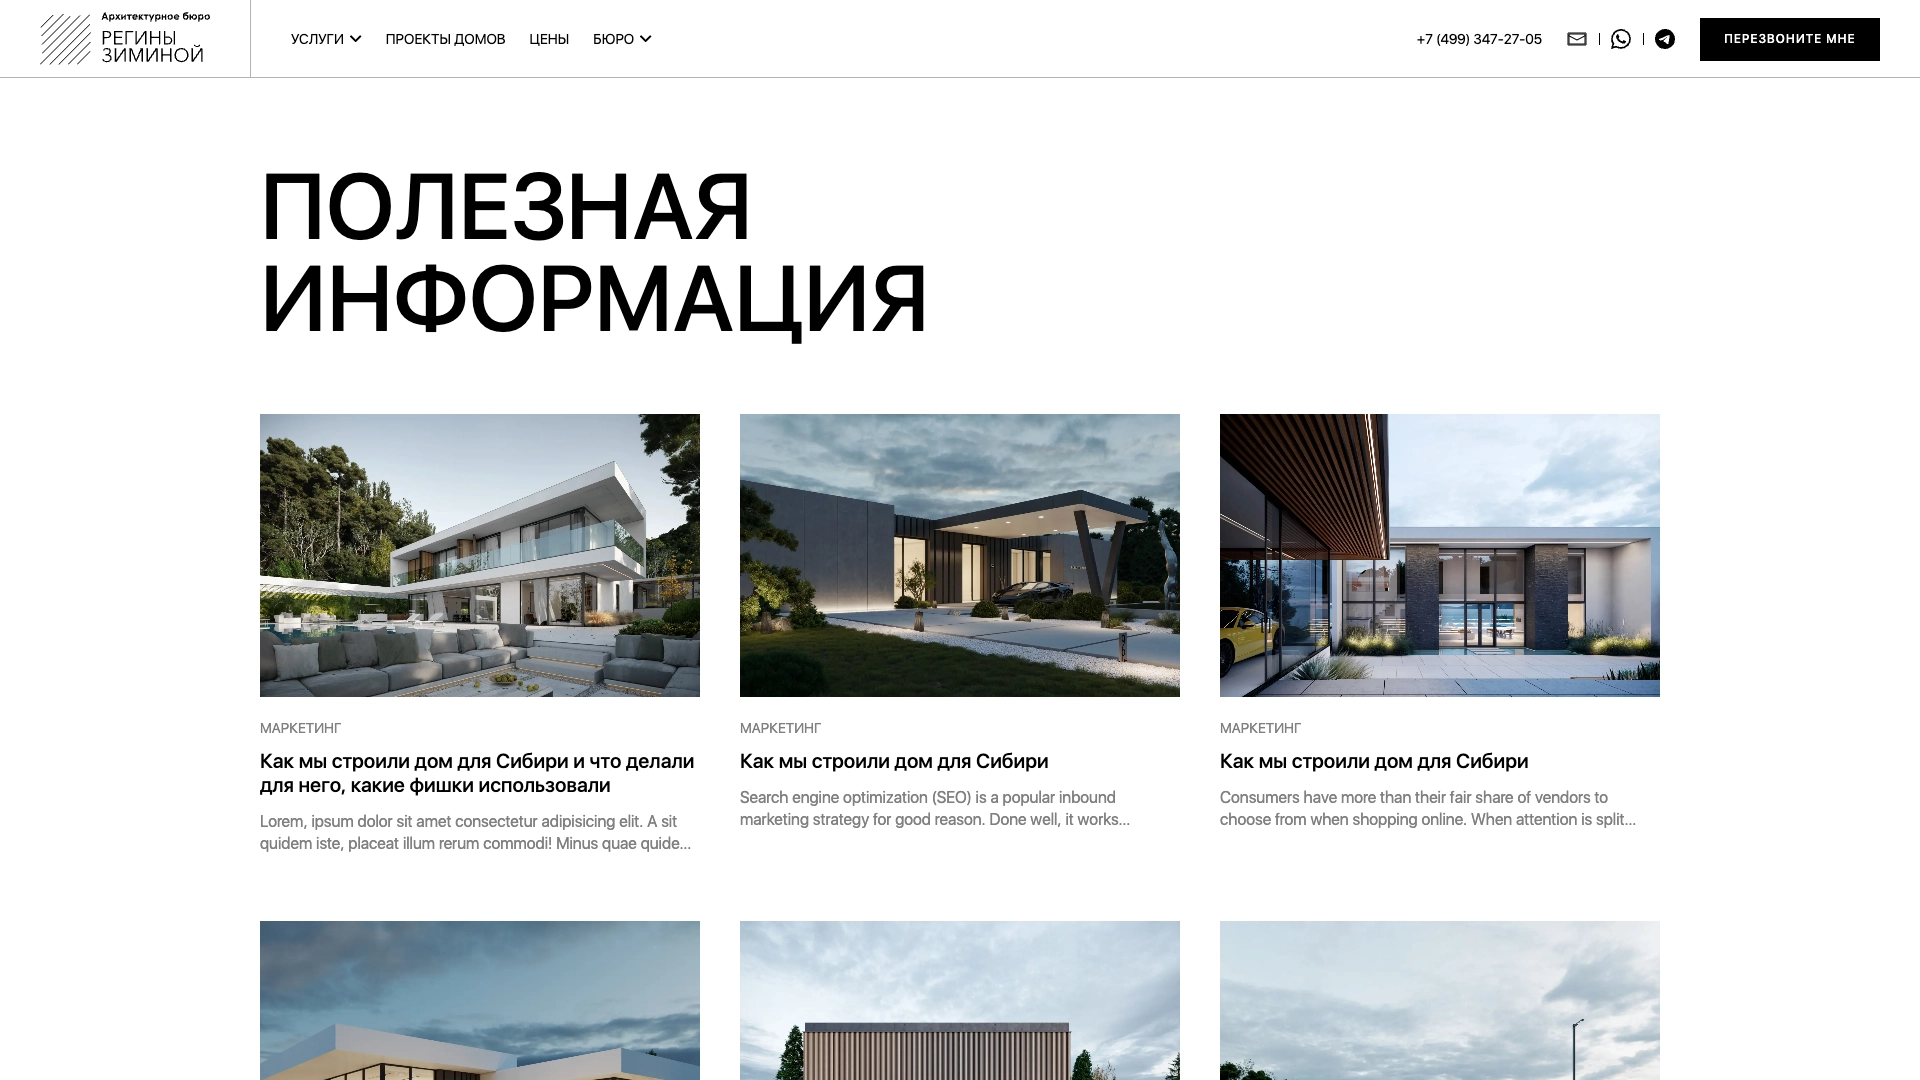 Архитектурное бюро
РЕГИНЫ
ЗИМИНОЙ
УСЛУГИ
ПРОЕКТЫ ДОМОВ
ЦЕНЫ
БЮРО
+7 (499) 347-27-05
ПЕРЕЗВОНИТЕ МНЕ
ПОЛЕЗНАЯ
ИНФОРМАЦИЯ
МАРКЕТИНГ
Как мы строили дом для Сибири и что делали
для него, какие фишки использовали
Lorem, ipsum dolor sit amet consectetur adipisicing elit. A sit
quidem iste, placeat illum rerum commodi! Minus quae quide...
МАРКЕТИНГ
Как мы строили дом для Сибири
Search engine optimization (SEO) is a popular inbound
marketing strategy for good reason. Done well, it works...
МАРКЕТИНГ
Как мы строили дом для Сибири
Consumers have more than their fair share of vendors to
choose from when shopping online. When attention is split...